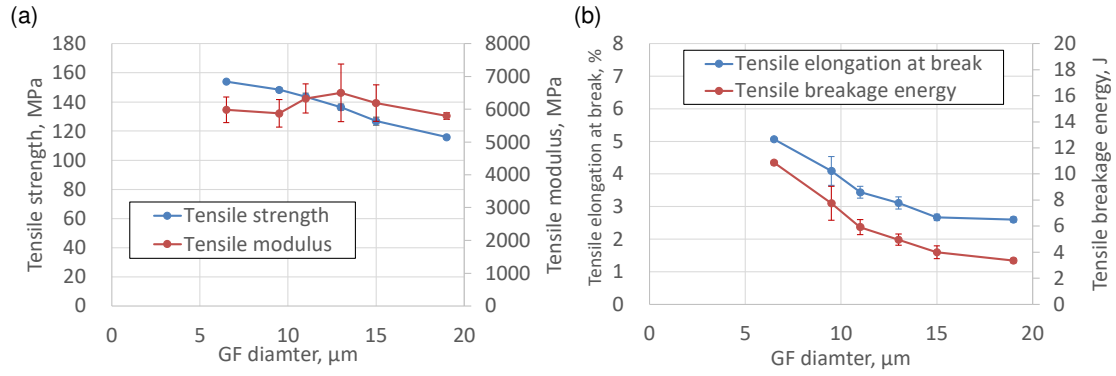 (a)
Tensile strength, MPa
180
160
140
120
100
80
60
40
20
0
Tensile strength
Tensile modulus
8000
7000
6000
5000
4000
3000
2000
1000
0
Tensile modulus, MPa
0 5 10 15 20
GF diamter, μm
(b)
Tensile elongation at break, %
8
7
6
5
4
3
2
1
0
Tensile elongation at break
Tensile breakage energy
20
18
16
14
12
10
8
6
4
2
0
Tensile breakage energy, J
0 5 10 15 20
GF diamter, μm